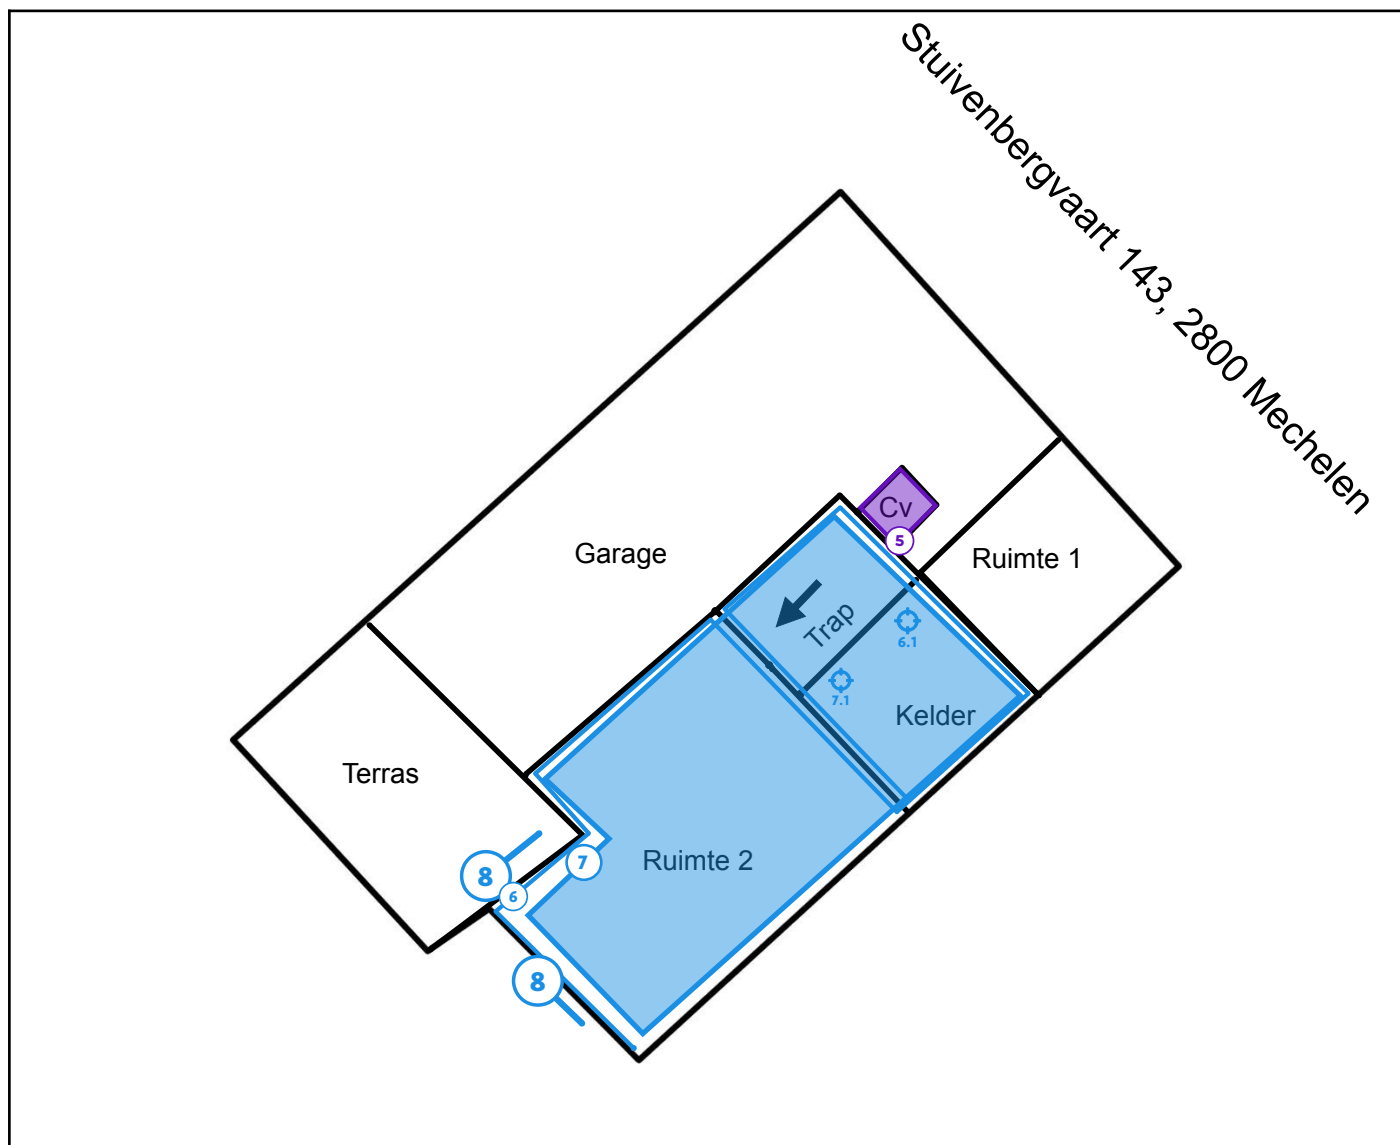 Stuivenbergvaart 143, 2800 Mechelen
Cv
5
Garage
Ruimte 1
Trap
6.1
7.1
Kelder
Terras
Ruimte 2
7
8
6
8